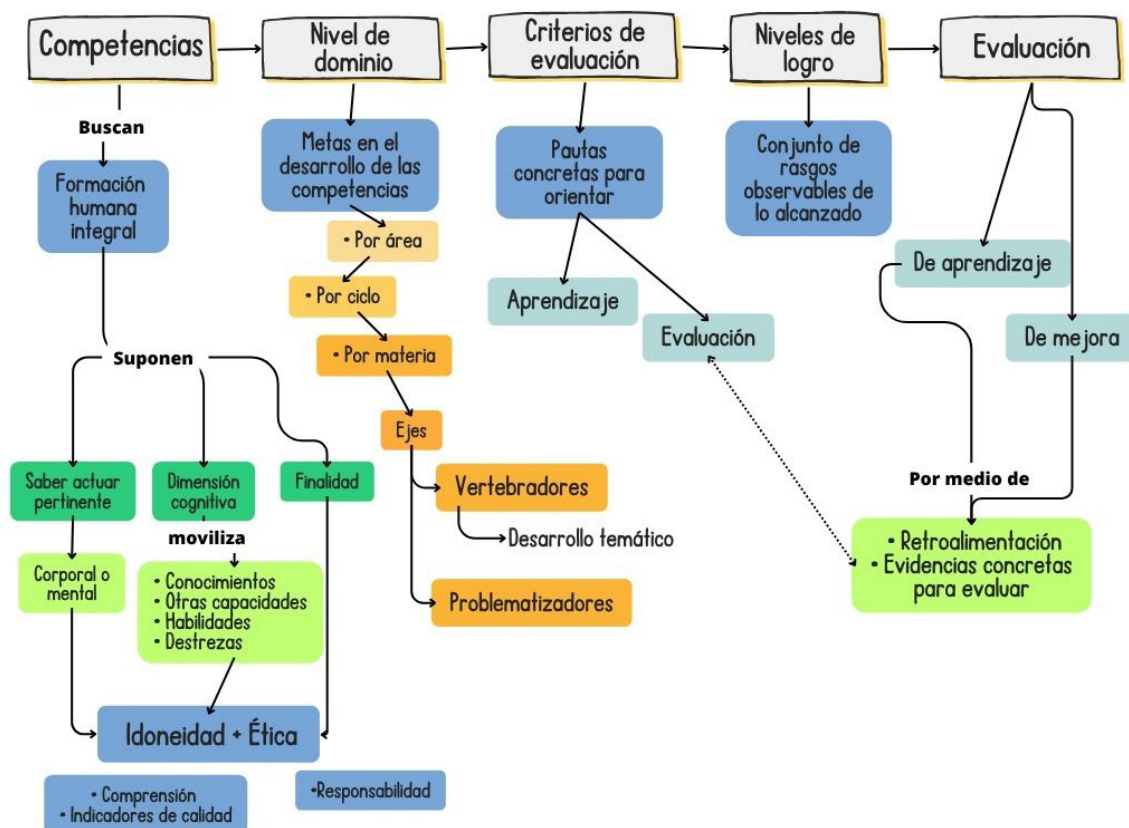 Competencias
Nivel de
dominio
Criterios de
evaluación
Niveles de
logro
Evaluación
Buscan
Formación
humana
integral
Metas en el
desarrollo de las
competencias
Pautas
concretas para
orientar
Conjunto de
rasgos
observables de
lo alcanzado
• Por área
• Por ciclo
• Por materia
Ejes
Vertebradores
Desarrollo temático
Problematizadores
Aprendizaje
Evaluación
De aprendizaje
De mejora
Por medio de
• Retroalimentación
• Evidencias concretas
para evaluar
Suponen
Saber actuar
pertinente
Dimensión
cognitiva
Finalidad
moviliza
Corporal o
mental
• Conocimientos
• Otras capacidades
• Habilidades
• Destrezas
Idoneidad + Ética
• Comprensión
• Indicadores de calidad
•Responsabilidad